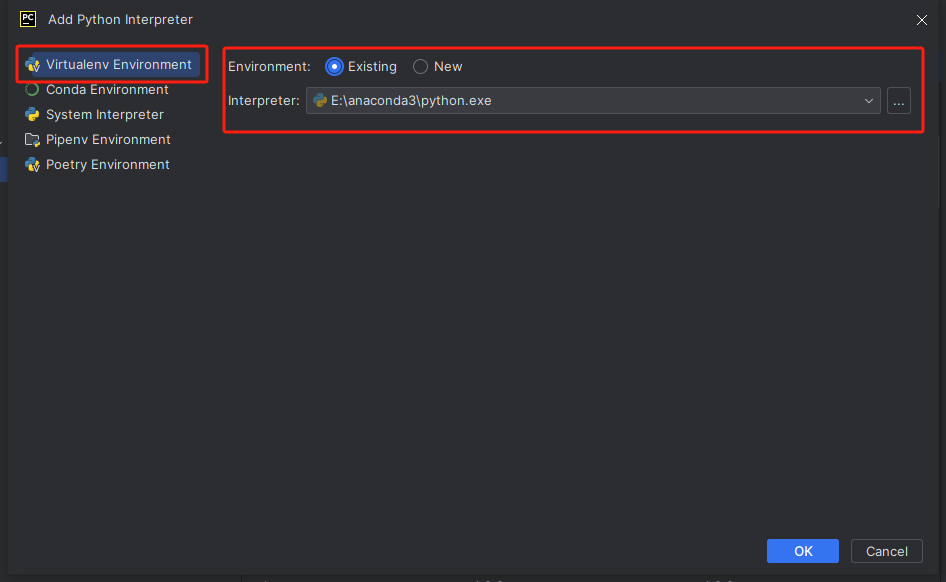 PC Add Python Interpreter
Virtualenv Environment
Conda Environment
System Interpreter
Pipenv Environment
Poetry Environment
Environment: Existing New
Interpreter: E:\anaconda3\python.exe ...
OK Cancel